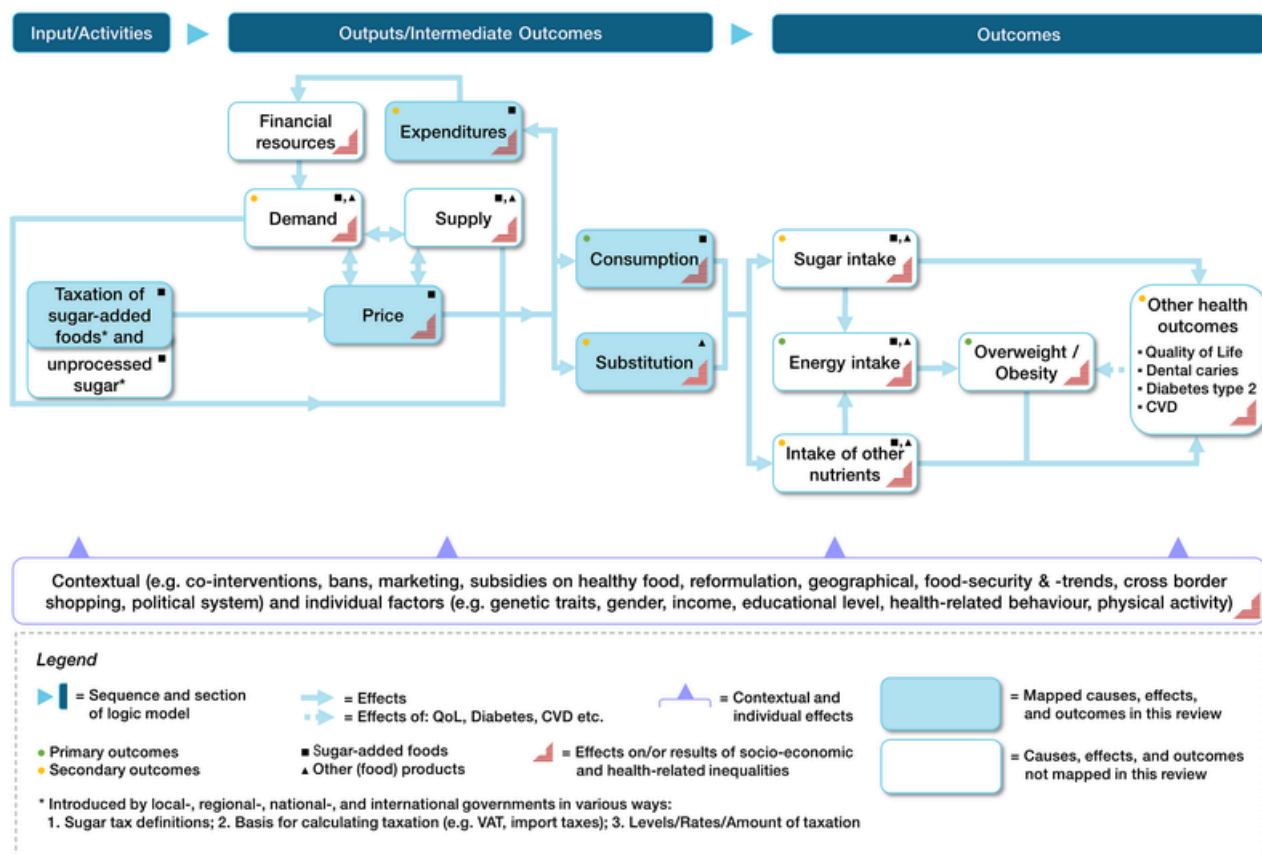 Input/Activities
Outputs/Intermediate Outcomes
Outcomes
Financial
resources
Expenditures
Demand
Supply
Taxation of
sugar-added
foods* and
unprocessed
sugar*
Price
Consumption
Substitution
Sugar intake
Energy intake
Intake of other
nutrients
Overweight /
Obesity
Other health
outcomes
▪ Quality of Life
▪ Dental caries
▪ Diabetes type 2
▪ CVD
Contextual (e.g. co-interventions, bans, marketing, subsidies on healthy food, reformulation, geographical, food-security & -trends, cross border
shopping, political system) and individual factors (e.g. genetic traits, gender, income, educational level, health-related behaviour, physical activity)
Legend
= Sequence and section
of logic model
= Effects
= Effects of: QoL, Diabetes, CVD etc.
= Contextual and
individual effects
= Mapped causes, effects,
and outcomes in this review
● Primary outcomes
● Secondary outcomes
■ Sugar-added foods
▲ Other (food) products
= Effects on/or results of socio-economic
and health-related inequalities
= Causes, effects, and outcomes
not mapped in this review
* Introduced by local-, regional-, national-, and international governments in various ways:
1. Sugar tax definitions; 2. Basis for calculating taxation (e.g. VAT, import taxes); 3. Levels/Rates/Amount of taxation